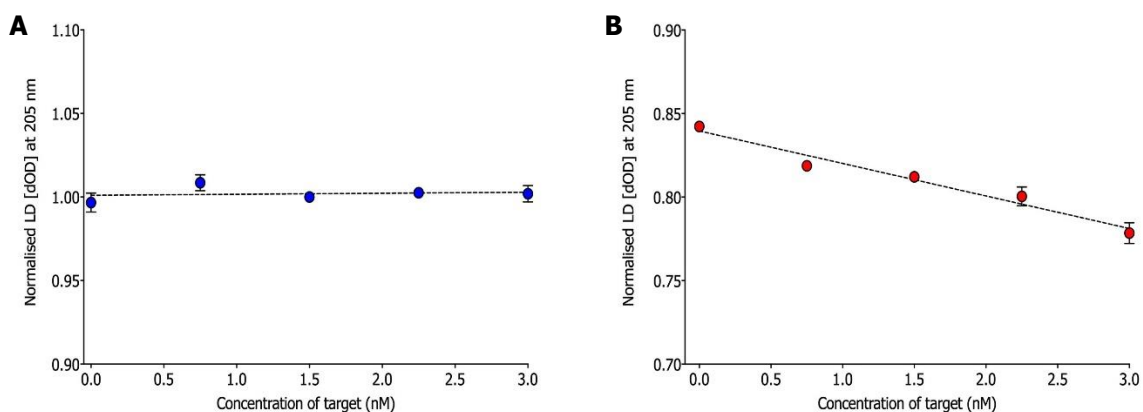 A
B
1.10
1.05
1.00
0.95
0.90
Normalised LD [dOD] at 205 nm
0.0 0.5 1.0 1.5 2.0 2.5 3.0
Concentration of target (nM)
0.90
0.85
0.80
0.75
0.70
Normalised LD [dOD] at 205 nm
0.0 0.5 1.0 1.5 2.0 2.5 3.0
Concentration of target (nM)